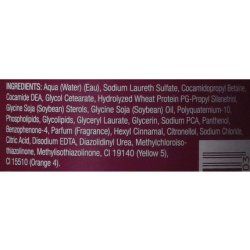 INGREDIENTS: Aqua (Water) (Eau), Sodium Laureth Sulfate, Cocamidopropyl Betaine,
Cocamide DEA, Glycol Cetearate, Hydrolyzed Wheat Protein PG-Propyl Silanetriol,
Glycine Soja (Soybean) Sterols, Glycine Soja (Soybean) Oil, Polyquaternium-10,
Phospholipids, Glycolipids, Glyceryl Laurate, Glycerin, Sodium PCA, Panthenol,
Benzophenone-4, Parfum (Fragrance), Hexyl Cinnamal, Citronellol, Sodium Chloride,
Citric Acid, Disodium EDTA, Diazolidinyl Urea, Methylchloroiso-
thiazolinone, Methylisothiazolinone, CI 19140 (Yellow 5),
CI 15510 (Orange 4).